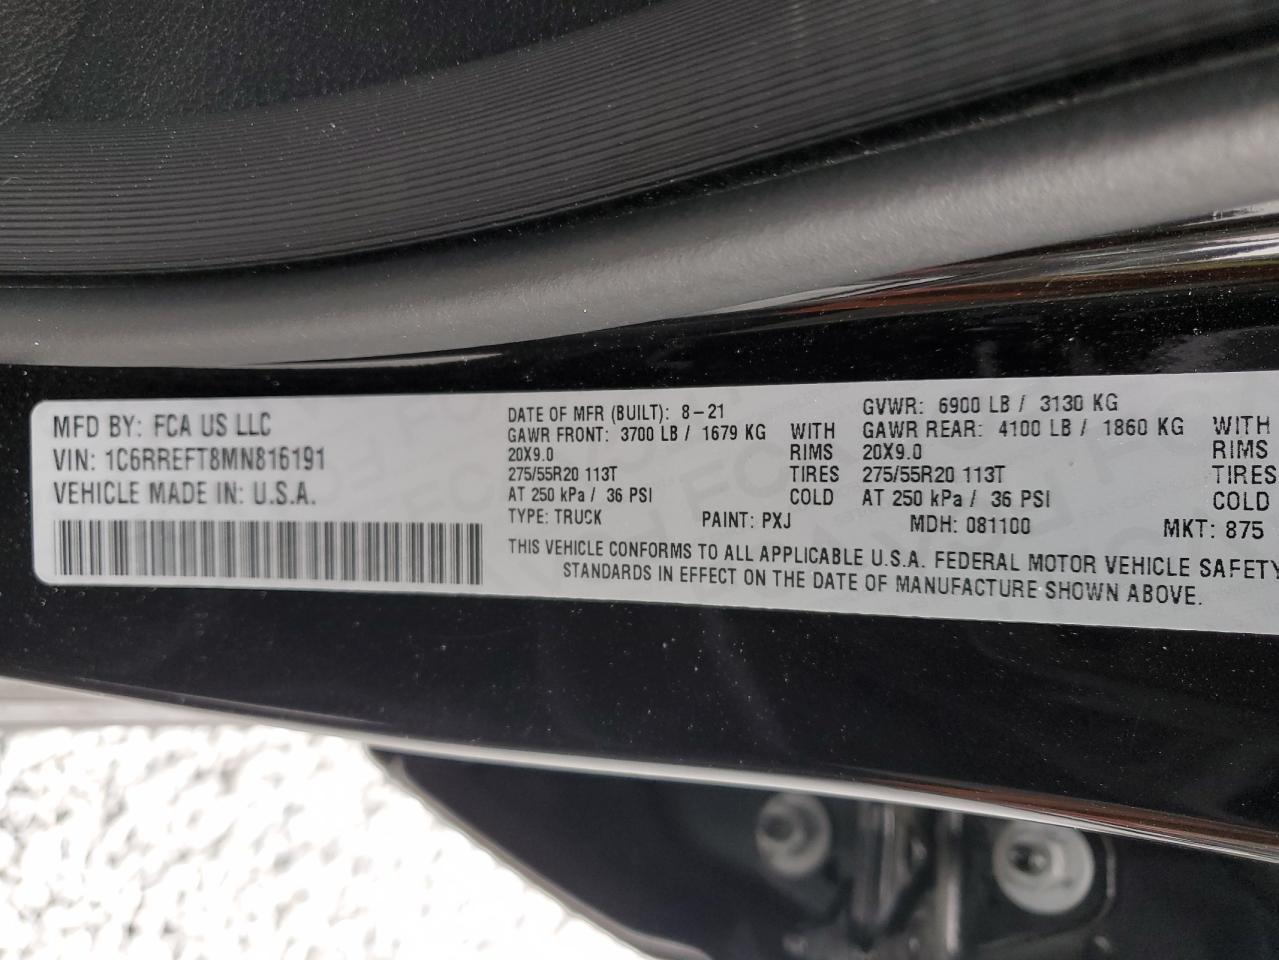 MFD BY: FCA US LLC
VIN: 1C6RREFT8MN816191
VEHICLE MADE IN: U.S.A.
DATE OF MFR (BUILT): 8-21 GVWR: 6900 LB / 3130 KG
GAWR FRONT: 3700 LB / 1679 KG WITH GAWR REAR: 4100 LB / 1860 KG WITH
20X9.0 RIMS 20X9.0 RIMS
275/55R20 113T TIRES 275/55R20 113T TIRES
AT 250 kPa / 36 PSI COLD AT 250 kPa / 36 PSI COLD
TYPE: TRUCK PAINT: PXJ MDH: 081100 MKT: 875
THIS VEHICLE CONFORMS TO ALL APPLICABLE U.S.A. FEDERAL MOTOR VEHICLE SAFETY
STANDARDS IN EFFECT ON THE DATE OF MANUFACTURE SHOWN ABOVE.